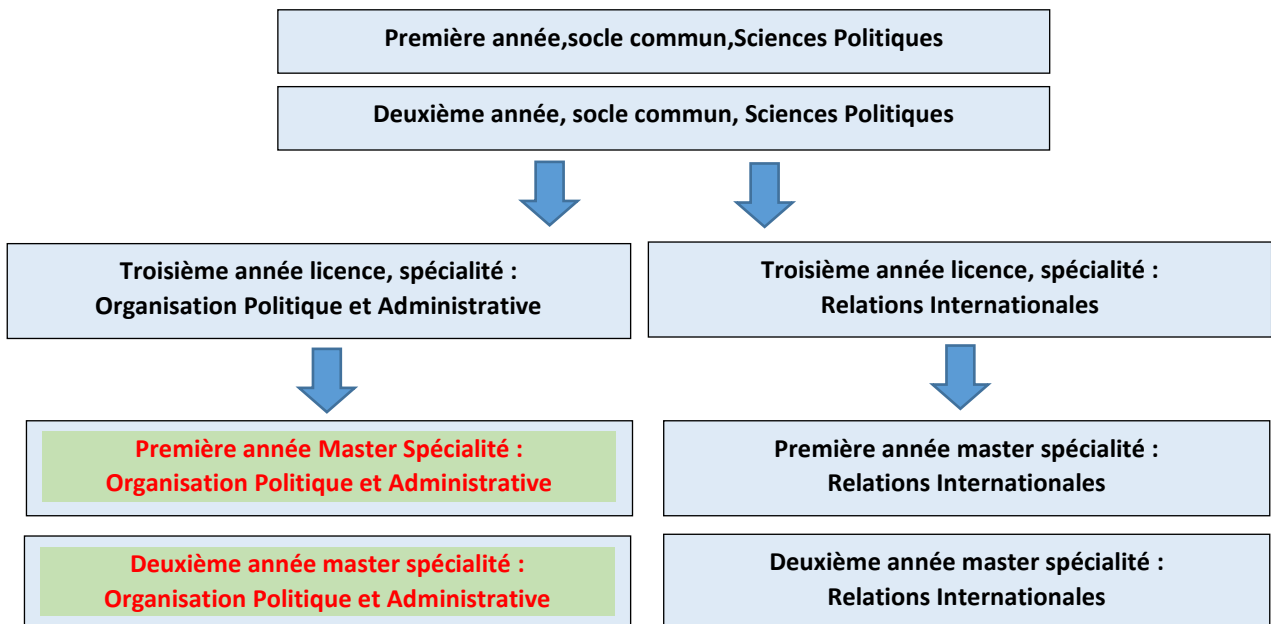 Première année,socle commun,Sciences Politiques
Deuxième année, socle commun, Sciences Politiques
Troisième année licence, spécialité :
Organisation Politique et Administrative
Troisième année licence, spécialité :
Relations Internationales
Première année Master Spécialité :
Organisation Politique et Administrative
Première année master spécialité :
Relations Internationales
Deuxième année master spécialité :
Organisation Politique et Administrative
Deuxième année master spécialité :
Relations Internationales